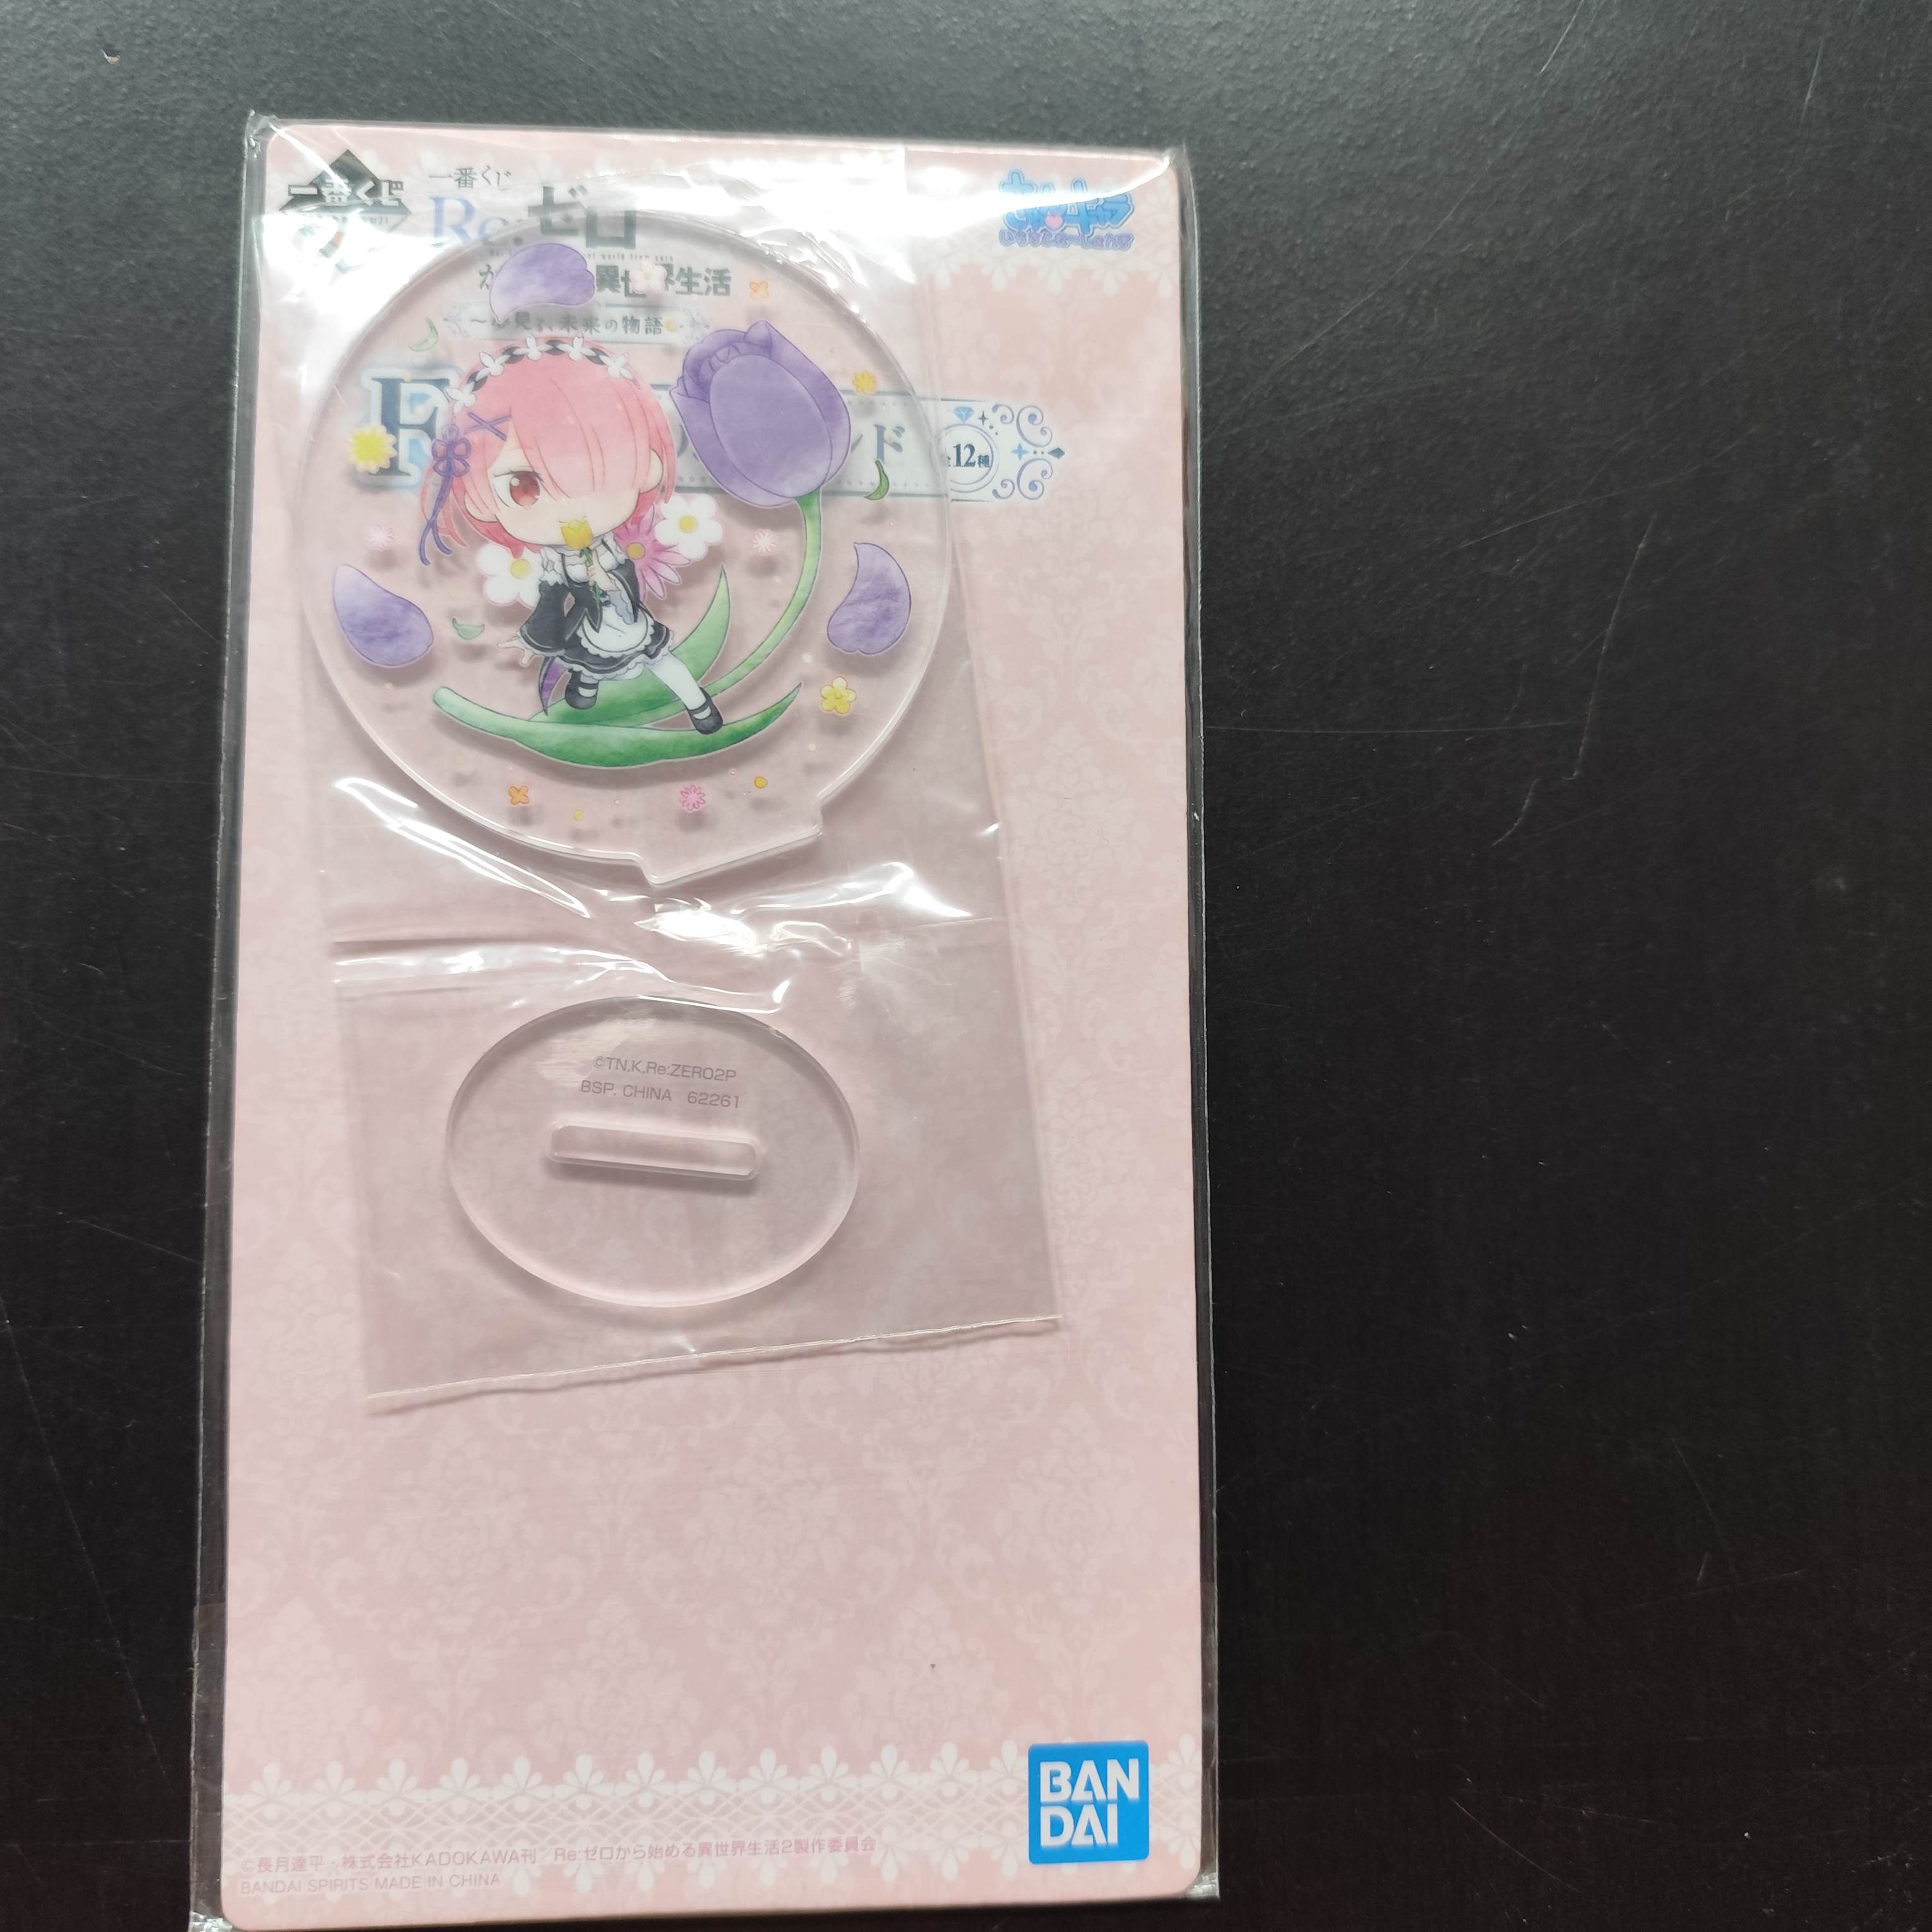 一番くじ
一番くじ
Re:ゼロ
異世界生活
未来の物語
F
ンド
12種
©TN,K,Re:ZERO2P
BSP. CHINA 62261
BAN
DAI
©長月達平・株式会社KADOKAWA刊／Re:ゼロから始める異世界生活2製作委員会
BANDAI SPIRITS MADE IN CHINA